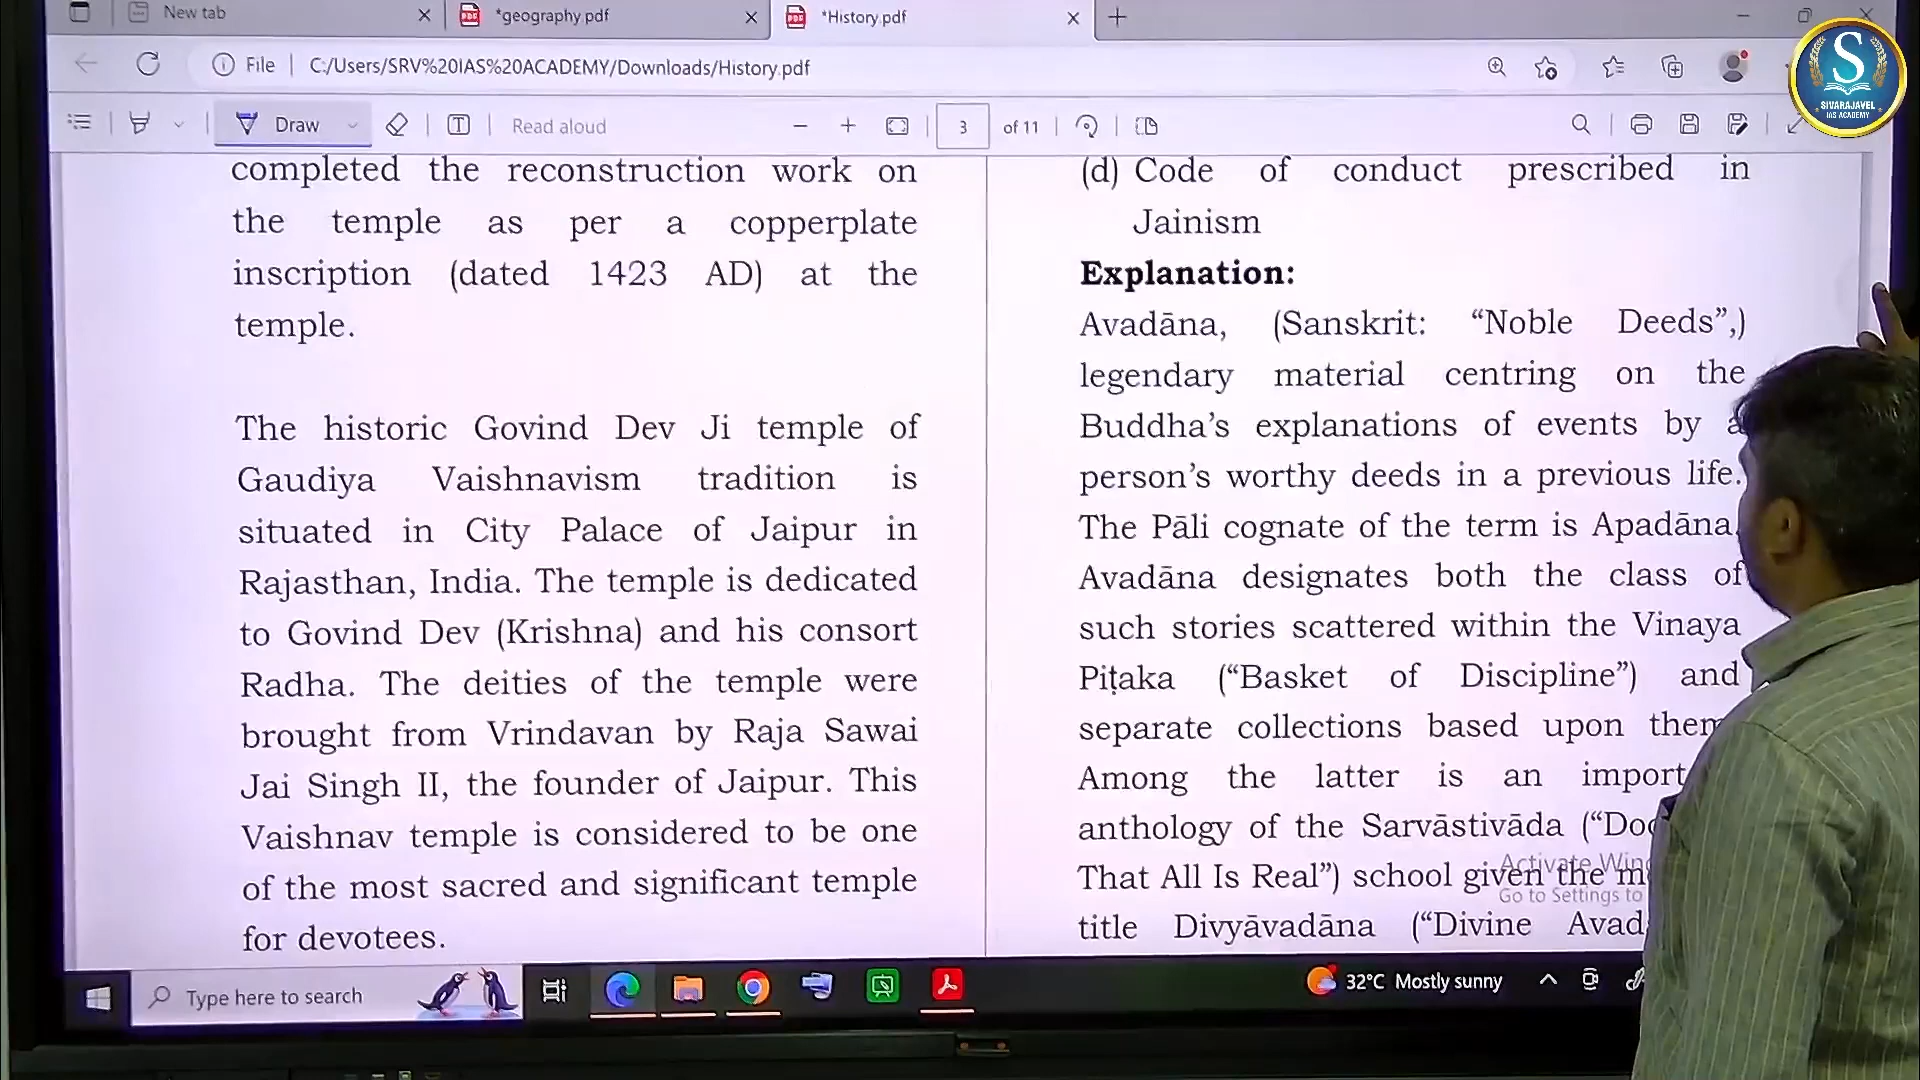 New tab
*geography.pdf
*History.pdf
File
C:/Users/SRV%20IAS%20ACADEMY/Downloads/History.pdf
Draw
Read aloud
3
of 11
S
SIVARAJAVEL
IAS ACADEMY
completed the reconstruction work on
the temple as per a copperplate
inscription (dated 1423 AD) at the
temple.
The historic Govind Dev Ji temple of
Gaudiya Vaishnavism tradition is
situated in City Palace of Jaipur in
Rajasthan, India. The temple is dedicated
to Govind Dev (Krishna) and his consort
Radha. The deities of the temple were
brought from Vrindavan by Raja Sawai
Jai Singh II, the founder of Jaipur. This
Vaishnav temple is considered to be one
of the most sacred and significant temple
for devotees.
(d) Code of conduct prescribed in
Jainism
Explanation:
Avadāna, (Sanskrit: “Noble Deeds”,)
legendary material centring on the
Buddha’s explanations of events by a
person’s worthy deeds in a previous life.
The Pāli cognate of the term is Apadāna.
Avadāna designates both the class of
such stories scattered within the Vinaya
Piṭaka (“Basket of Discipline”) and
separate collections based upon them.
Among the latter is an
anthology of the Sarvāstivāda
That All Is Real”) school given the
title Divyāvadāna (“Divine
Activate
Go to Settings to
Type here to search
32°C Mostly sunny